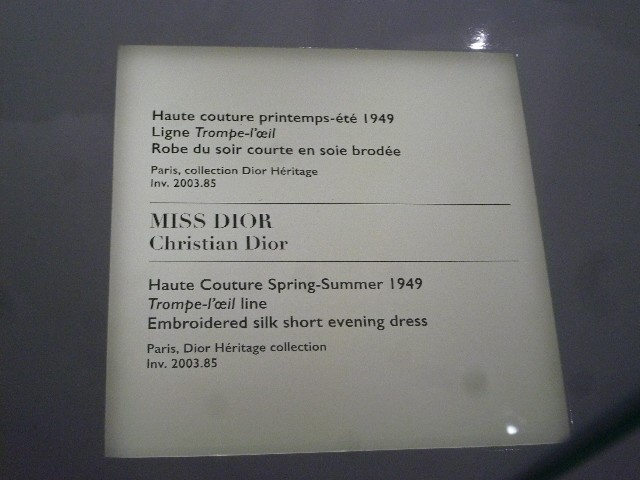 Haute couture printemps-été 1949
Ligne Trompe-l'œil
Robe du soir courte en soie brodée
Paris, collection Dior Héritage
Inv. 2003.85
MISS DIOR
Christian Dior
Haute Couture Spring-Summer 1949
Trompe-l'œil line
Embroidered silk short evening dress
Paris, Dior Héritage collection
Inv. 2003.85